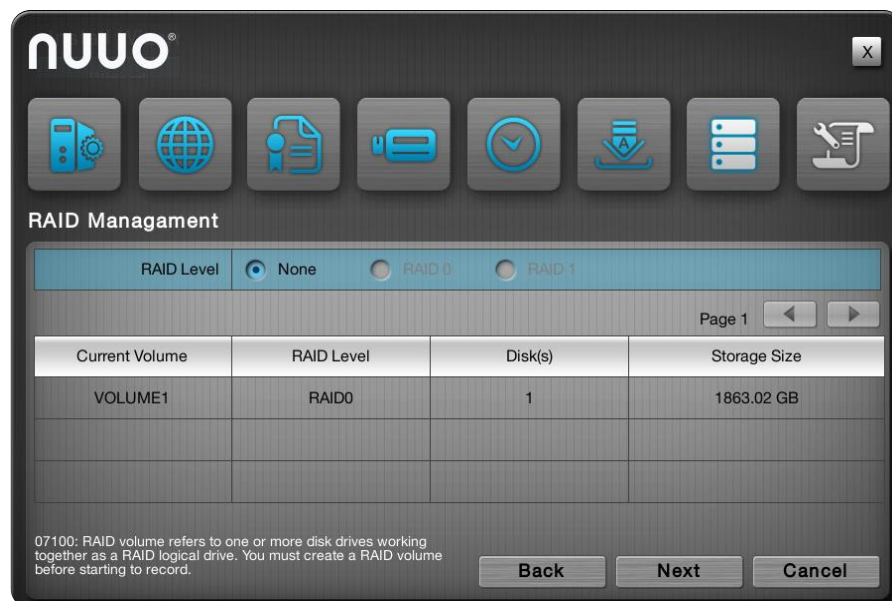 nuuo®
X
RAID Managament
RAID Level None RAID 0 RAID 1
Page 1
Current Volume RAID Level Disk(s) Storage Size
VOLUME1 RAID0 1 1863.02 GB
07100: RAID volume refers to one or more disk drives working
together as a RAID logical drive. You must create a RAID volume
before starting to record.
Back Next Cancel